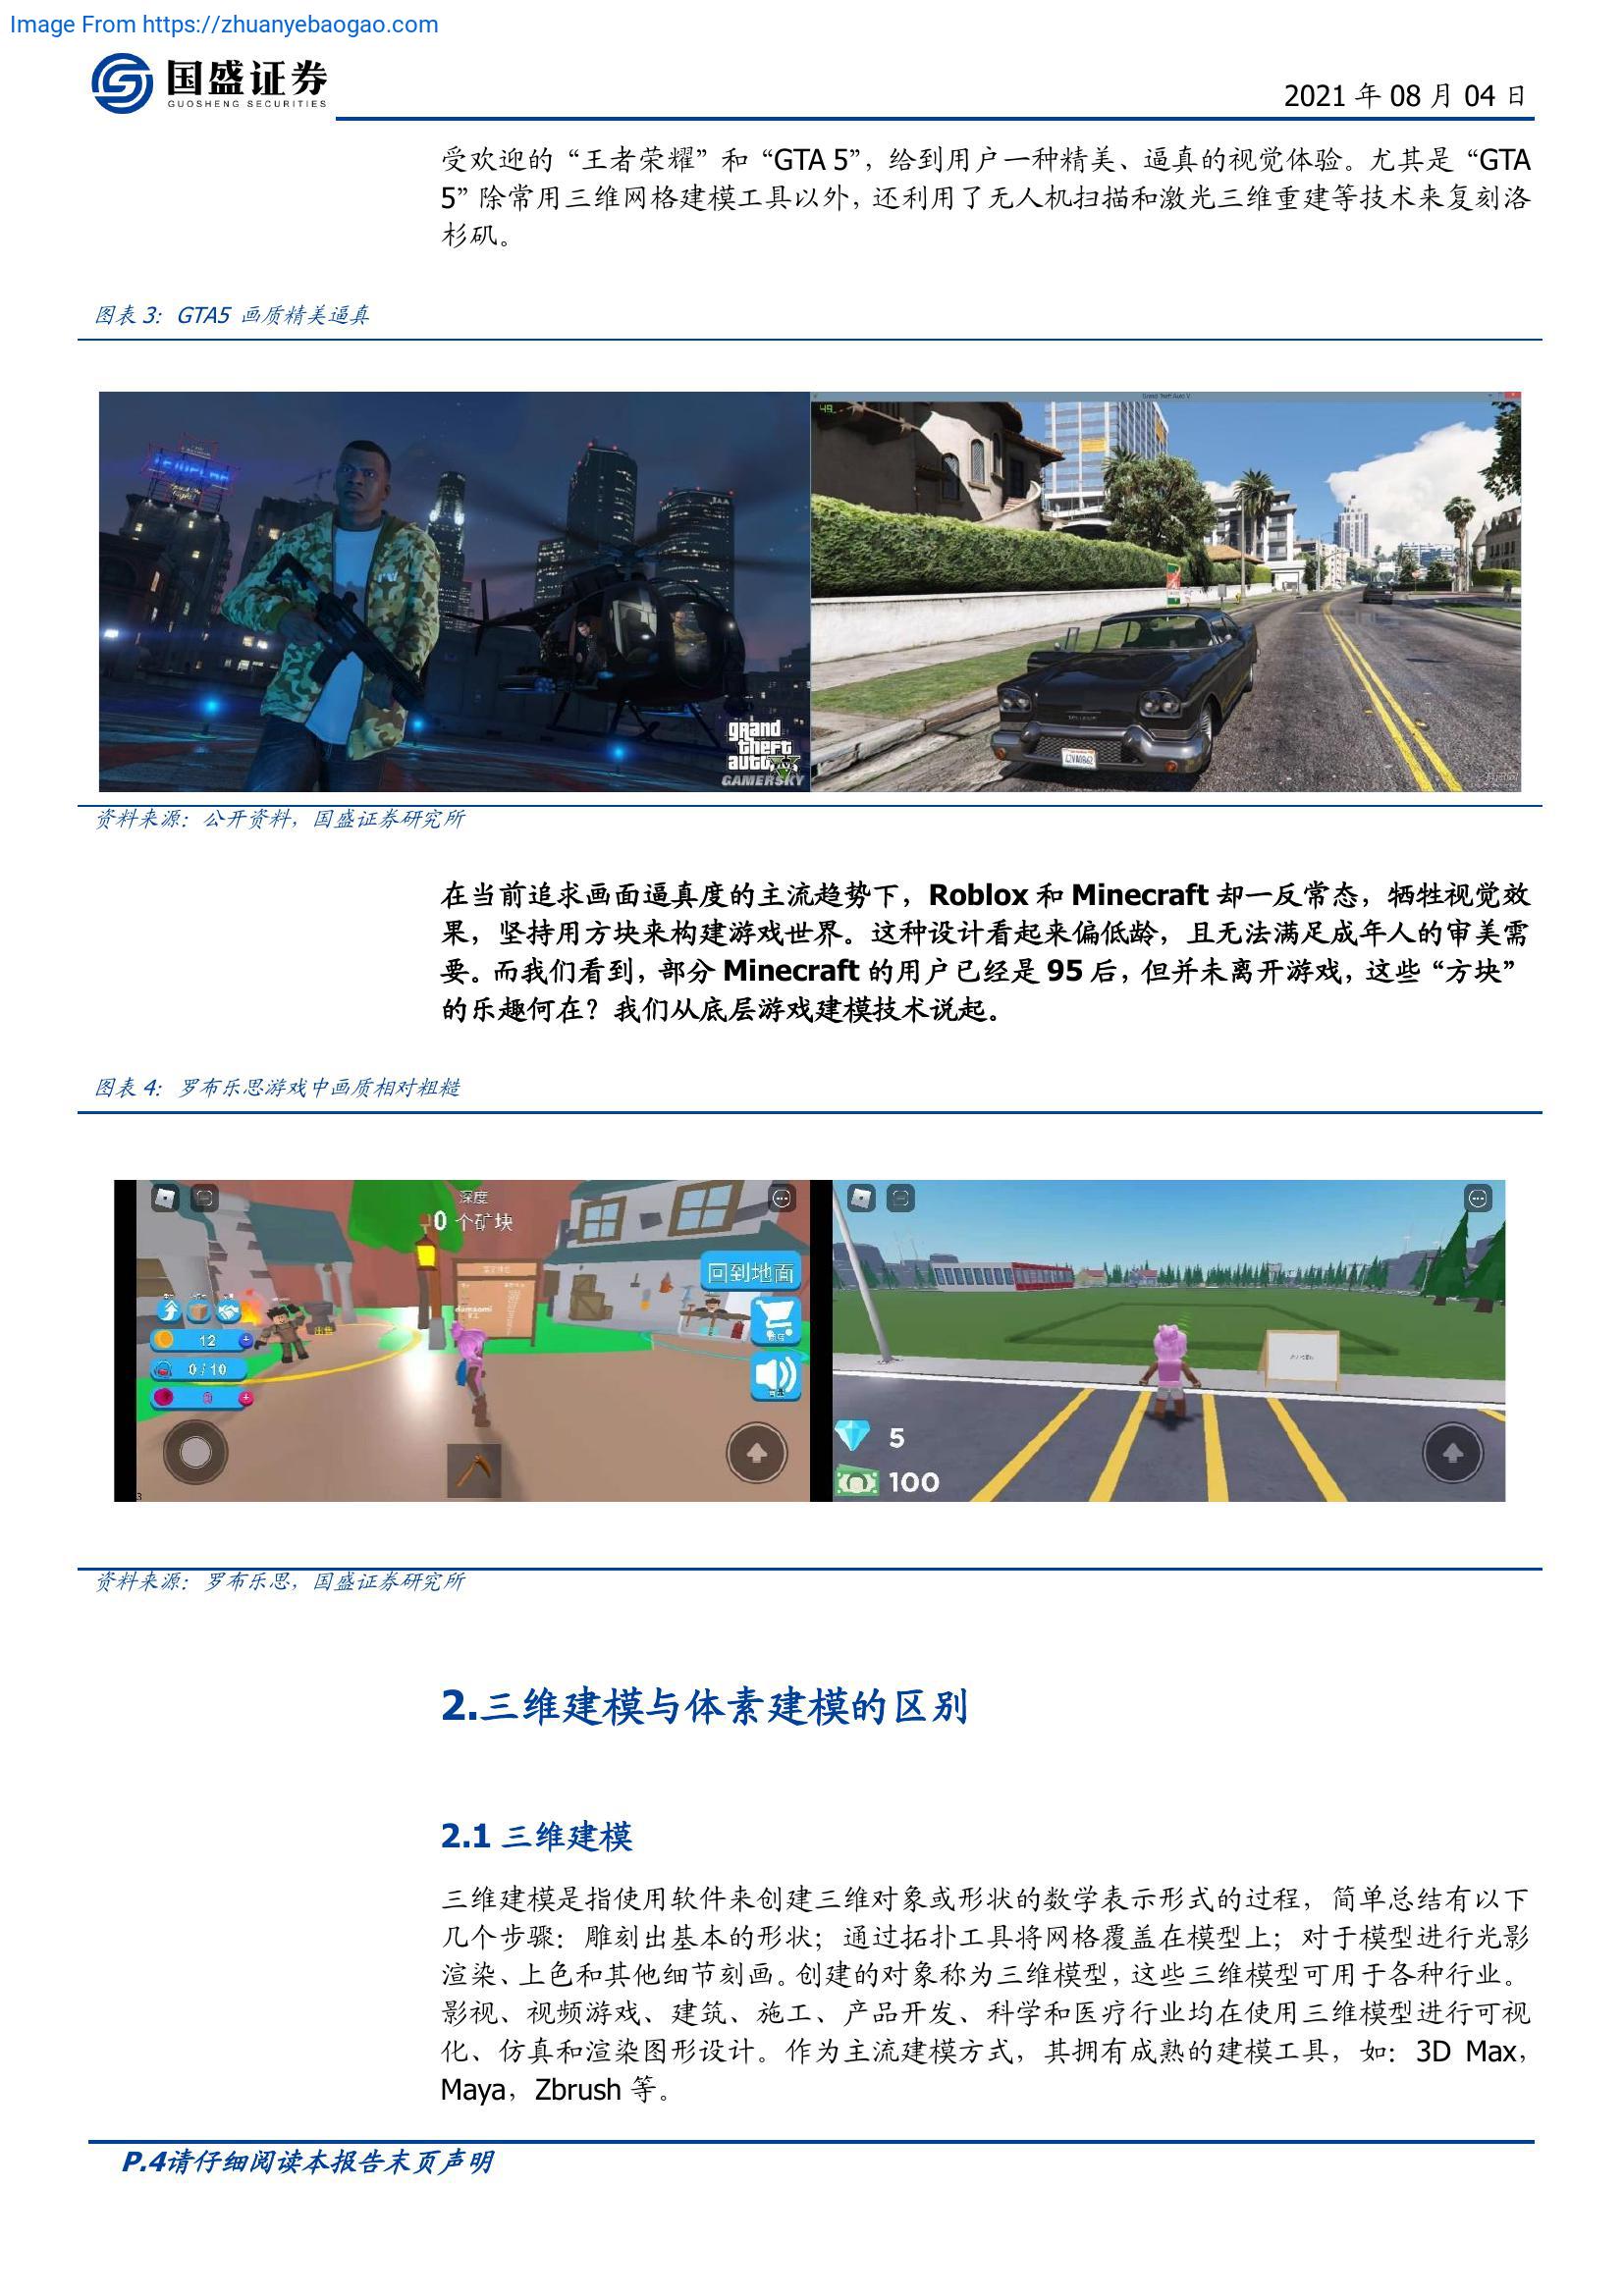 Image From https://zhuanyebaogao.com
国盛证券
GUOSHENG SECURITIES
2021 年 08 月 04 日
受欢迎的“王者荣耀”和“GTA 5”，给到用户一种精美、逼真的视觉体验。尤其是“GTA
5”除常用三维网格建模工具以外，还利用了无人机扫描和激光三维重建等技术来复刻洛
杉矶。
图表 3：GTA5 画质精美逼真
Grand Theft Auto V
49
grand
theft
auto V
GAMERSKY
资料来源：公开资料，国盛证券研究所
在当前追求画面逼真度的主流趋势下，Roblox 和 Minecraft 却一反常态，牺牲视觉效
果，坚持用方块来构建游戏世界。这种设计看起来偏低龄，且无法满足成年人的审美需
要。而我们看到，部分 Minecraft 的用户已经是 95 后，但并未离开游戏，这些“方块”
的乐趣何在？我们从底层游戏建模技术说起。
图表 4：罗布乐思游戏中画质相对粗糙
深度
0 个矿块
回到地面
出售
12
0/10
0
5
100
资料来源：罗布乐思，国盛证券研究所
2.三维建模与体素建模的区别
2.1 三维建模
三维建模是指使用软件来创建三维对象或形状的数学表示形式的过程，简单总结有以下
几个步骤：雕刻出基本的形状；通过拓扑工具将网格覆盖在模型上；对于模型进行光影
渲染、上色和其他细节刻画。创建的对象称为三维模型，这些三维模型可用于各种行业。
影视、视频游戏、建筑、施工、产品开发、科学和医疗行业均在使用三维模型进行可视
化、仿真和渲染图形设计。作为主流建模方式，其拥有成熟的建模工具，如：3D Max，
Maya，Zbrush 等。
P.4请仔细阅读本报告末页声明